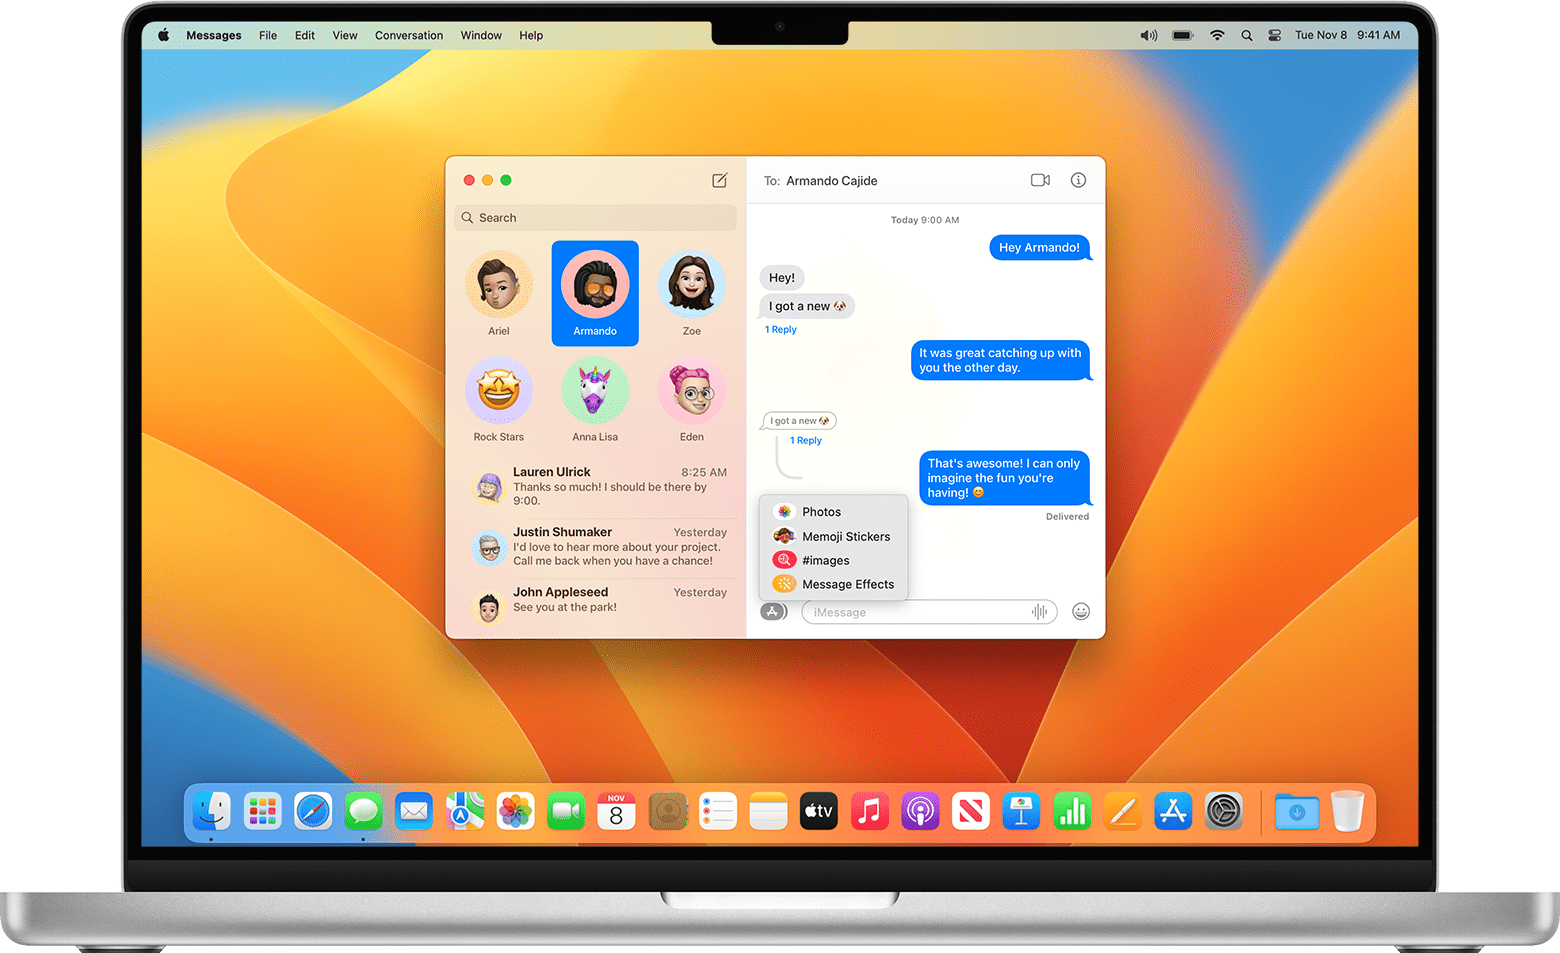 Messages File Edit View Conversation Window Help
Tue Nov 8 9:41 AM
Search
Ariel
Armando
Zoe
Rock Stars
Anna Lisa
Eden
Lauren Ulrick 8:25 AM
Thanks so much! I should be there by
9:00.
Justin Shumaker Yesterday
I'd love to hear more about your project.
Call me back when you have a chance!
John Appleseed Yesterday
See you at the park!
To: Armando Cajide
Today 9:00 AM
Hey Armando!
Hey!
I got a new 🐶
1 Reply
It was great catching up with
you the other day.
I got a new 🐶
1 Reply
That's awesome! I can only
imagine the fun you're
having! 😊
Delivered
Photos
Memoji Stickers
#images
Message Effects
iMessage
NOV
8
tv